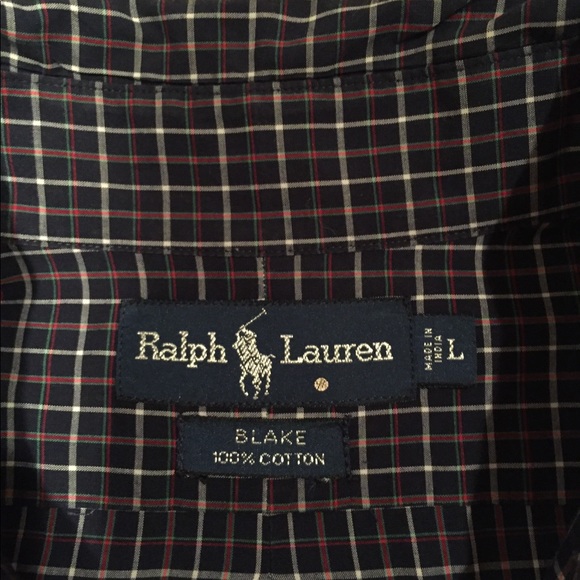 Ralph Lauren
MADE IN
INDIA
L
BLAKE
100% COTTON